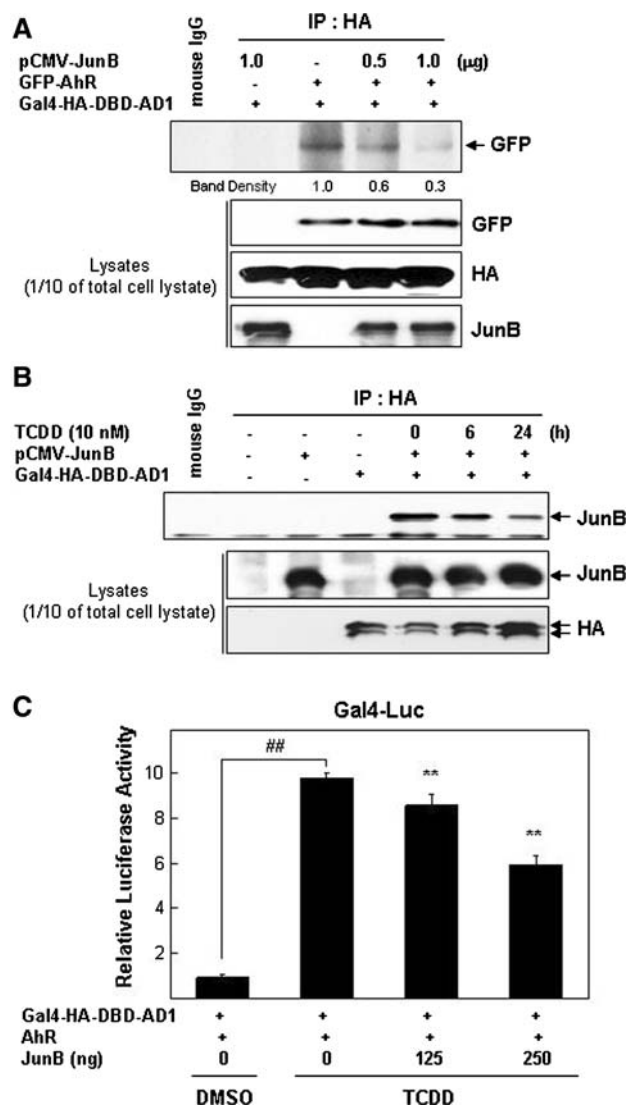 A
IP : HA
mouse IgG
pCMV-JunB 1.0 - 0.5 1.0 (µg)
GFP-AhR - + + +
Gal4-HA-DBD-AD1 + + + +
GFP
Band Density 1.0 0.6 0.3
GFP
Lysates
(1/10 of total cell lystate)
HA
JunB
B
IP : HA
mouse IgG
TCDD (10 nM) - - - 0 6 24 (h)
pCMV-JunB - + - + + +
Gal4-HA-DBD-AD1 - - + + + +
JunB
JunB
Lysates
(1/10 of total cell lystate)
HA
C
Gal4-Luc
Relative Luciferase Activity
10
8
6
4
2
##
**
**
Gal4-HA-DBD-AD1 + + + +
AhR + + + +
JunB (ng) 0 0 125 250
DMSO TCDD